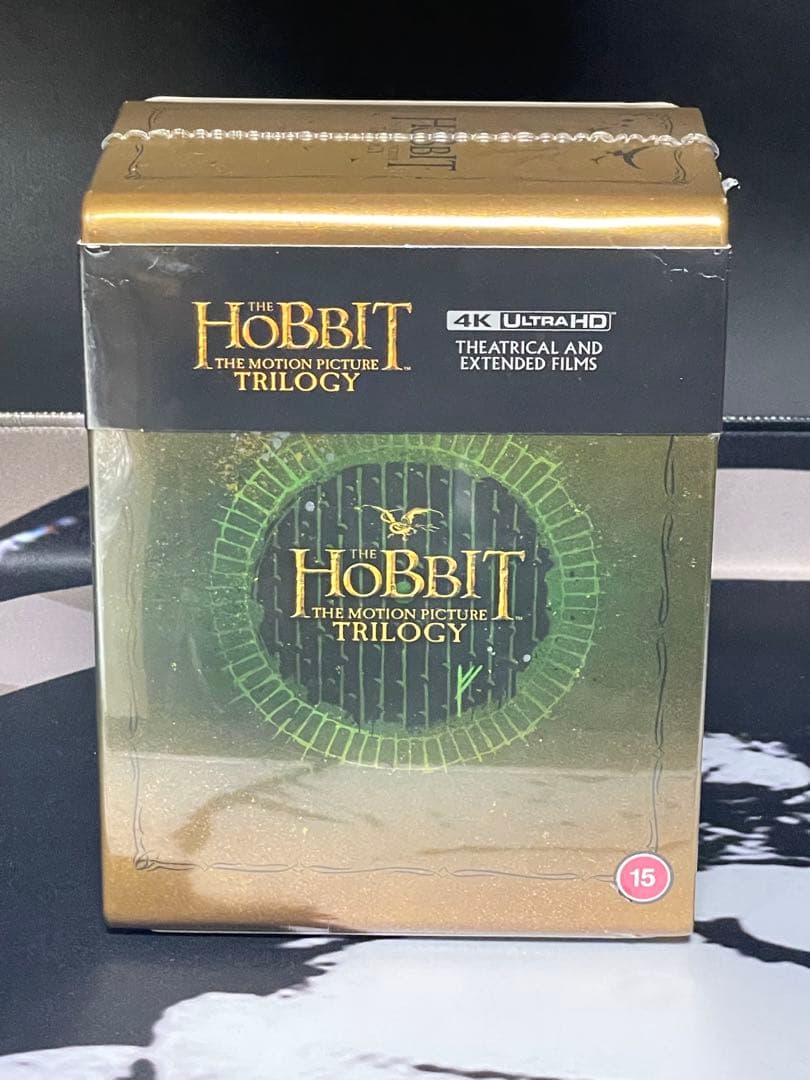 THE
HOBBIT
THE MOTION PICTURE
TRILOGY
4K ULTRA HD™
THEATRICAL AND
EXTENDED FILMS
THE
HOBBIT
THE MOTION PICTURE
TRILOGY
15